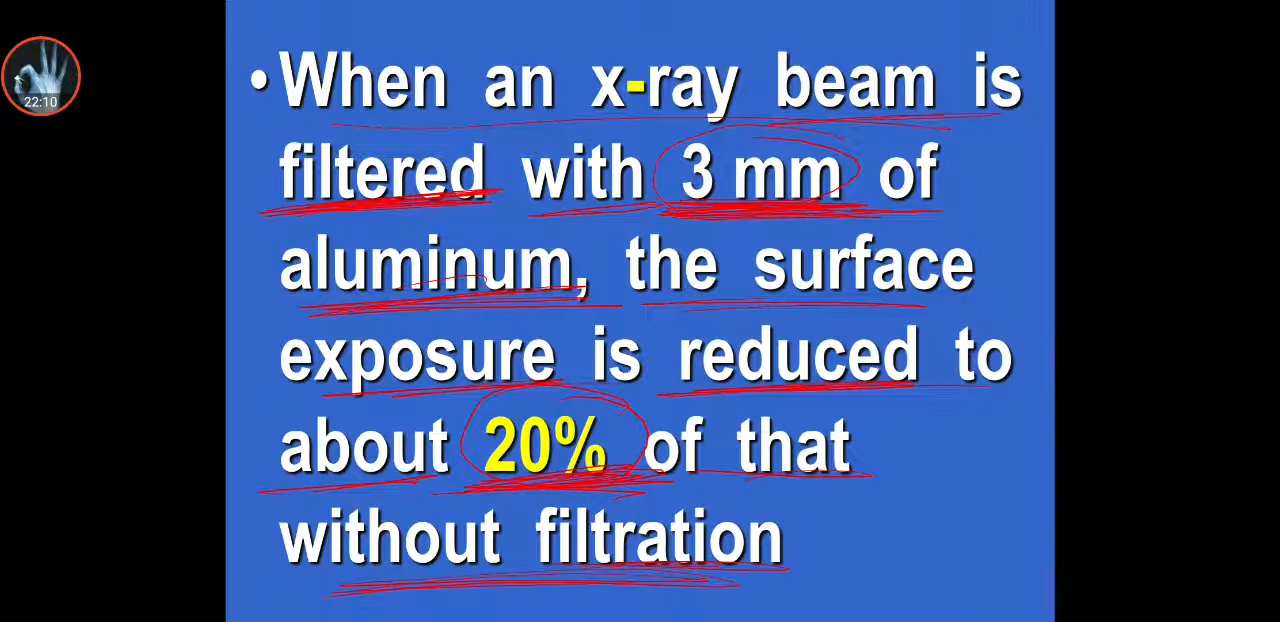 22:10
• When an x-ray beam is
filtered with 3 mm of
aluminum, the surface
exposure is reduced to
about 20% of that
without filtration